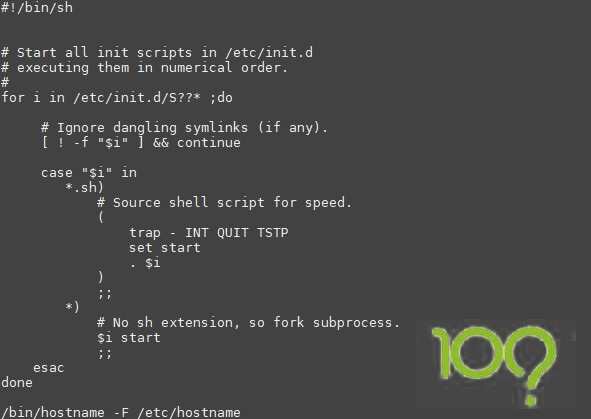 #!/bin/sh
# Start all init scripts in /etc/init.d
# executing them in numerical order.
#
for i in /etc/init.d/S??* ;do
# Ignore dangling symlinks (if any).
[ ! -f "$i" ] && continue
case "$i" in
*.sh)
# Source shell script for speed.
(
trap - INT QUIT TSTP
set start
. $i
)
;;
*)
# No sh extension, so fork subprocess.
$i start
;;
esac
done
/bin/hostname -F /etc/hostname
100?